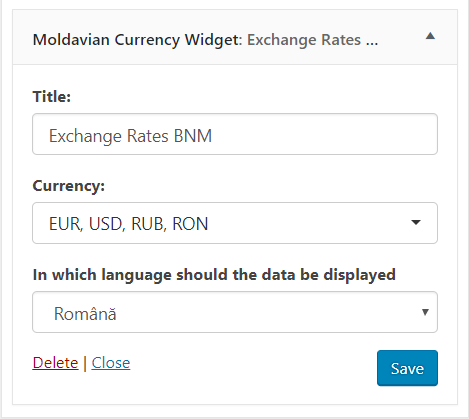 Moldavian Currency Widget: Exchange Rates ...
Title:
Exchange Rates BNM
Currency:
EUR, USD, RUB, RON
In which language should the data be displayed
Română
Delete | Close
Save